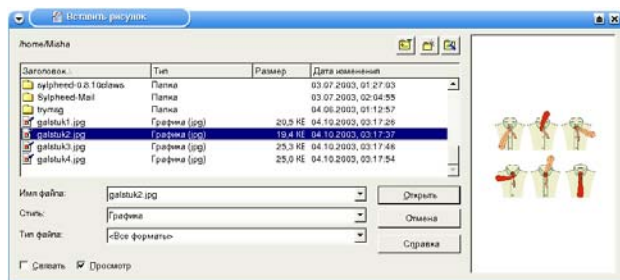 Вставить рисунок
/home/Misha
Заголовок Тип Размер Дата изменения
sylpheed-0.8.10claws Папка 03.07.2003, 01:27:03
Sylpheed-Mail Папка 03.07.2003, 02:04:55
trymsg Папка 04.06.2003, 01:12:57
galstuk1.jpg Графика (jpg) 20,5 КБ 04.10.2003, 03:17:26
galstuk2.jpg Графика (jpg) 19,4 КБ 04.10.2003, 03:17:37
galstuk3.jpg Графика (jpg) 25,3 КБ 04.10.2003, 03:17:46
galstuk4.jpg Графика (jpg) 25,0 КБ 04.10.2003, 03:17:54
Имя файла: galstuk2.jpg Открыть
Стиль: Графика Отмена
Тип файла: <Все форматы> Справка
Связать Просмотр